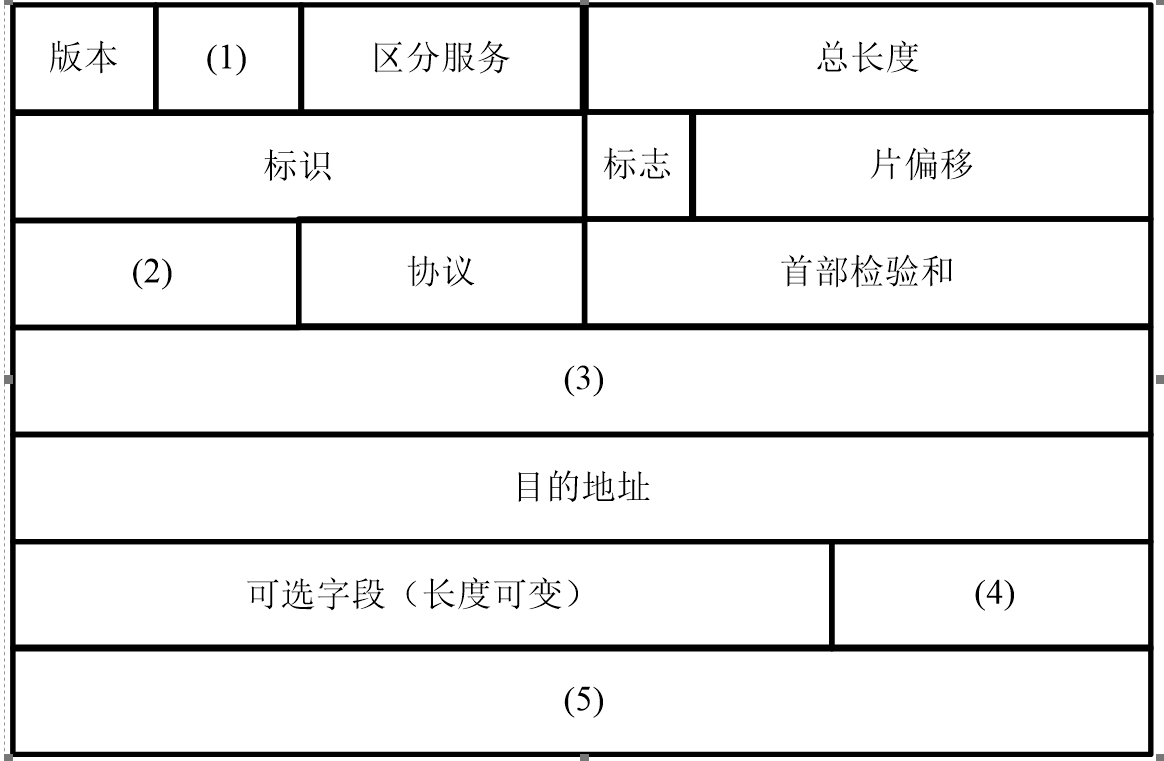 版本 (1) 区分服务 总长度
标识 标志 片偏移
(2) 协议 首部检验和
(3)
目的地址
可选字段（长度可变） (4)
(5)